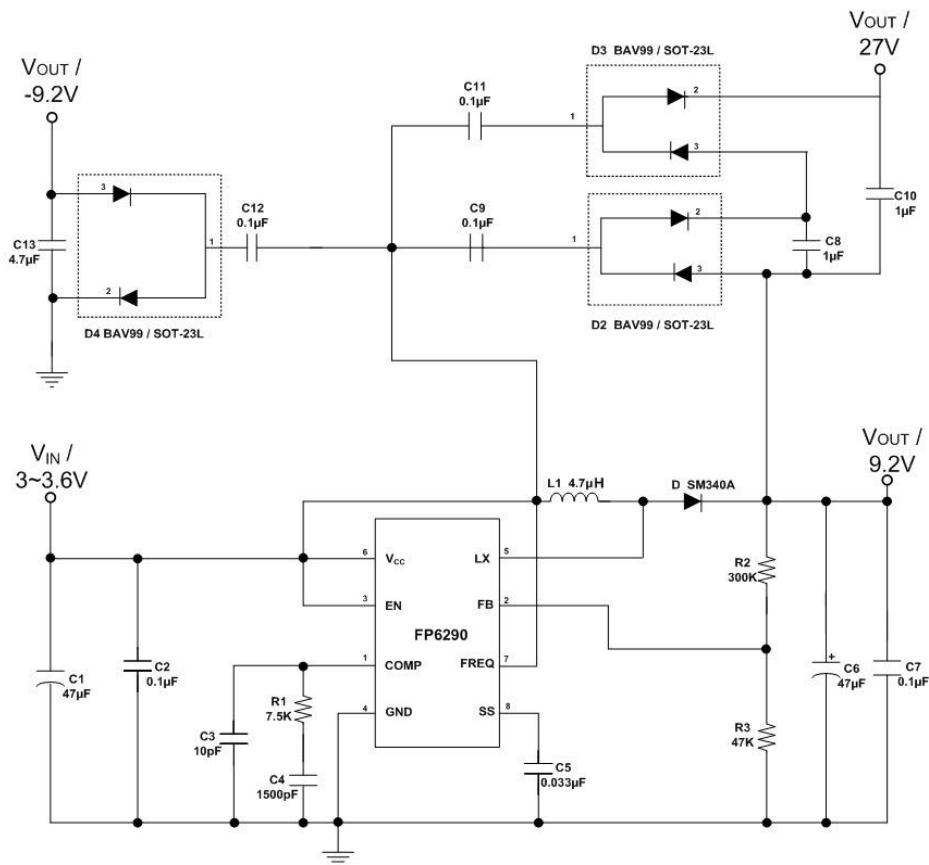 VOUT /
-9.2V
D3 BAV99 / SOT-23L
VOUT /
27V
C11
0.1µF
1
2
3
3
C12
0.1µF
1
C9
0.1µF
1
2
3
C10
1µF
C8
1µF
C13
4.7µF
2
D4 BAV99 / SOT-23L
D2 BAV99 / SOT-23L
VIN /
3~3.6V
VOUT /
9.2V
L1 4.7µH
D SM340A
6
VCC
LX
5
R2
300K
3
EN
FB
2
FP6290
1
COMP
FREQ
7
C1
47µF
C2
0.1µF
R1
7.5K
4
GND
SS
8
C3
10pF
C4
1500pF
C5
0.033µF
R3
47K
+
C6
47µF
C7
0.1µF